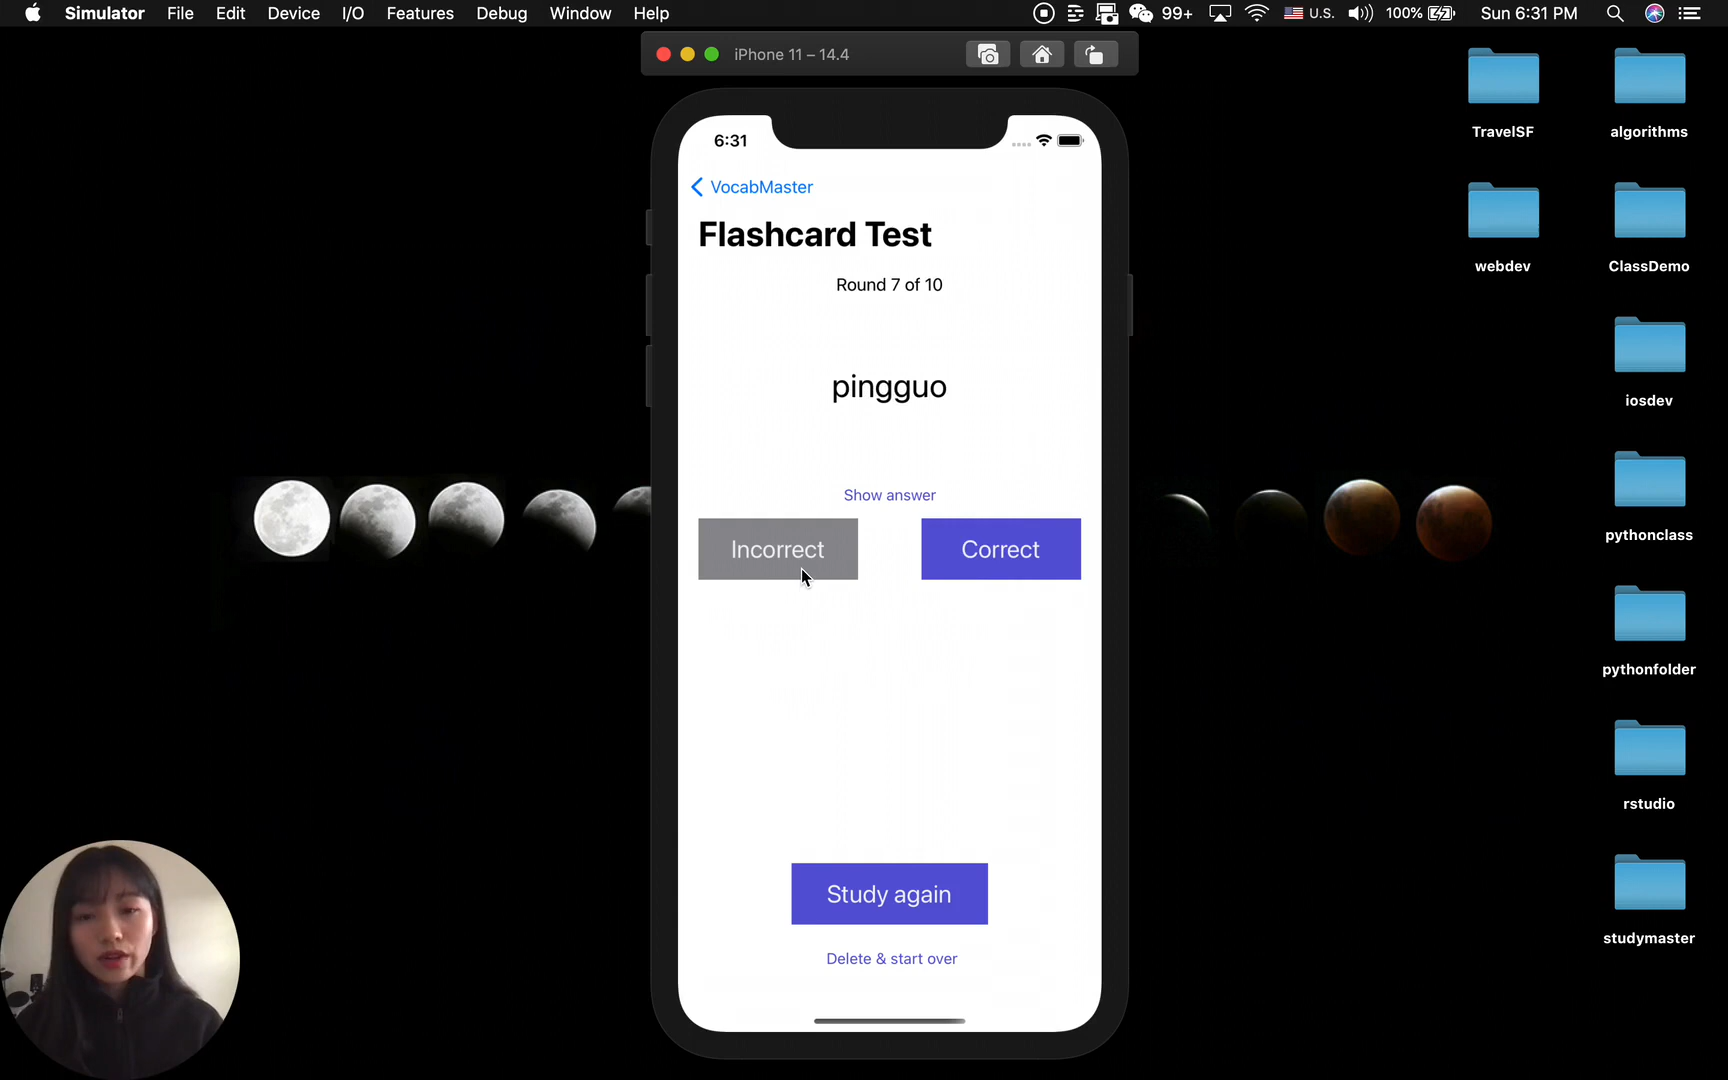 Simulator File Edit Device I/O Features Debug Window Help 99+ U.S. 100% Sun 6:31 PM
iPhone 11 – 14.4
6:31
VocabMaster
Flashcard Test
Round 7 of 10
pingguo
Show answer
Incorrect Correct
Study again
Delete & start over
TravelSF algorithms
webdev ClassDemo
iosdev
pythonclass
pythonfolder
rstudio
studymaster